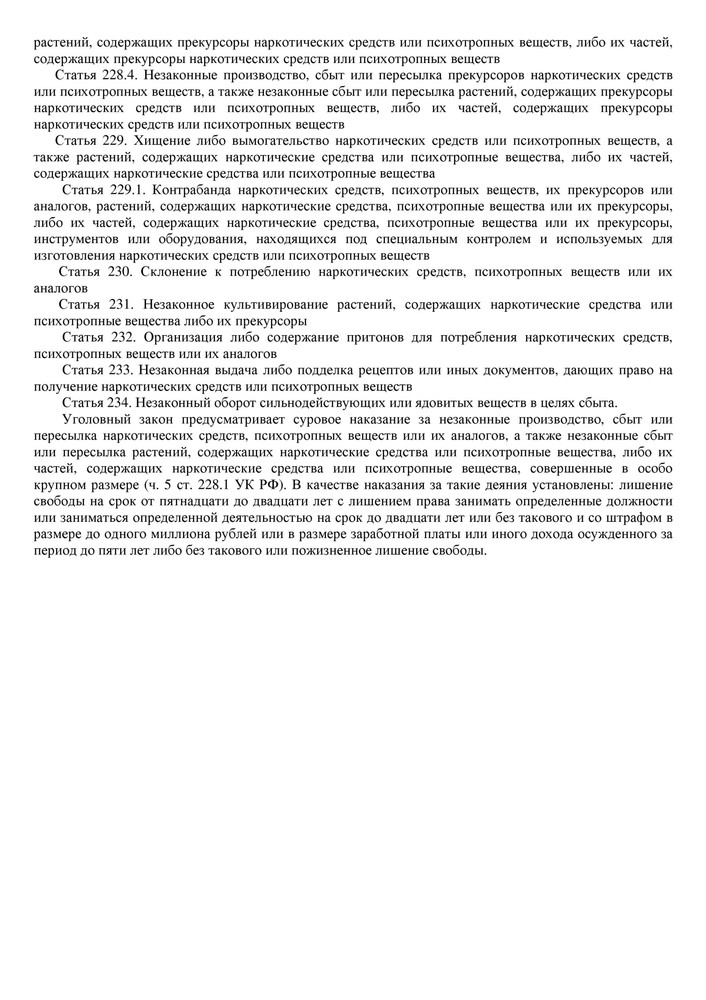 растений, содержащих прекурсоры наркотических средств или психотропных веществ, либо их частей,
содержащих прекурсоры наркотических средств или психотропных веществ
Статья 228.4. Незаконные производство, сбыт или пересылка прекурсоров наркотических средств
или психотропных веществ, а также незаконные сбыт или пересылка растений, содержащих прекурсоры
наркотических средств или психотропных веществ, либо их частей, содержащих прекурсоры
наркотических средств или психотропных веществ
Статья 229. Хищение либо вымогательство наркотических средств или психотропных веществ, а
также растений, содержащих наркотические средства или психотропные вещества, либо их частей,
содержащих наркотические средства или психотропные вещества
Статья 229.1. Контрабанда наркотических средств, психотропных веществ, их прекурсоров или
аналогов, растений, содержащих наркотические средства, психотропные вещества или их прекурсоры,
либо их частей, содержащих наркотические средства, психотропные вещества или их прекурсоры,
инструментов или оборудования, находящихся под специальным контролем и используемых для
изготовления наркотических средств или психотропных веществ
Статья 230. Склонение к потреблению наркотических средств, психотропных веществ или их
аналогов
Статья 231. Незаконное культивирование растений, содержащих наркотические средства или
психотропные вещества либо их прекурсоры
Статья 232. Организация либо содержание притонов для потребления наркотических средств,
психотропных веществ или их аналогов
Статья 233. Незаконная выдача либо подделка рецептов или иных документов, дающих право на
получение наркотических средств или психотропных веществ
Статья 234. Незаконный оборот сильнодействующих или ядовитых веществ в целях сбыта.
Уголовный закон предусматривает суровое наказание за незаконные производство, сбыт или
пересылка наркотических средств, психотропных веществ или их аналогов, а также незаконные сбыт
или пересылка растений, содержащих наркотические средства или психотропные вещества, либо их
частей, содержащих наркотические средства или психотропные вещества, совершенные в особо
крупном размере (ч. 5 ст. 228.1 УК РФ). В качестве наказания за такие деяния установлены: лишение
свободы на срок от пятнадцати до двадцати лет с лишением права занимать определенные должности
или заниматься определенной деятельностью на срок до двадцати лет или без такового и со штрафом в
размере до одного миллиона рублей или в размере заработной платы или иного дохода осужденного за
период до пяти лет либо без такового или пожизненное лишение свободы.